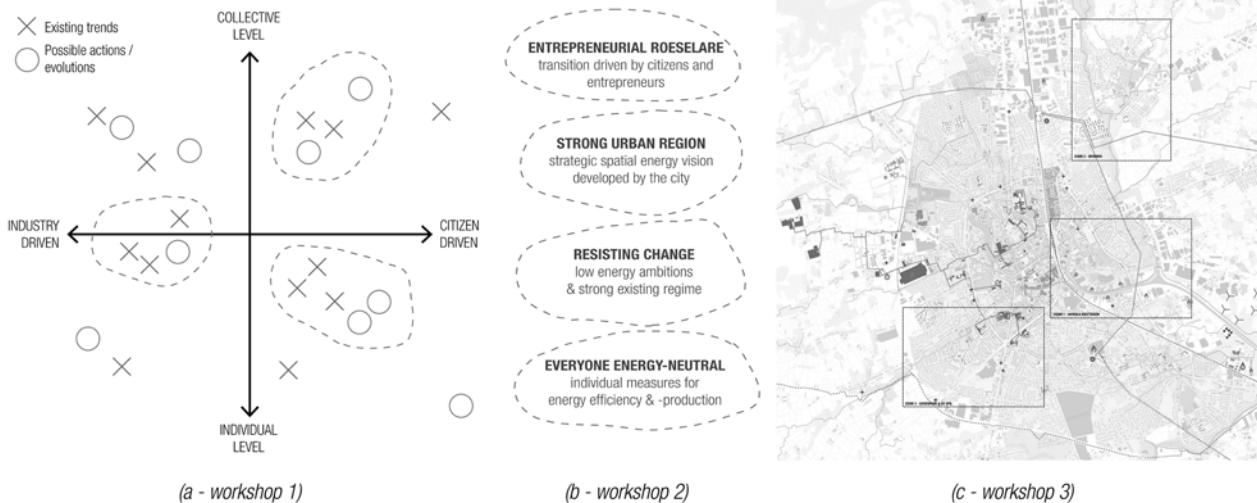 Existing trends
Possible actions /
evolutions
COLLECTIVE
LEVEL
INDUSTRY
DRIVEN
CITIZEN
DRIVEN
INDIVIDUAL
LEVEL
(a - workshop 1)
ENTREPRENEURIAL ROESELARE
transition driven by citizens and
entrepreneurs
STRONG URBAN REGION
strategic spatial energy vision
developed by the city
RESISTING CHANGE
low energy ambitions
& strong existing regime
EVERYONE ENERGY-NEUTRAL
individual measures for
energy efficiency & -production
(b - workshop 2)
(c - workshop 3)